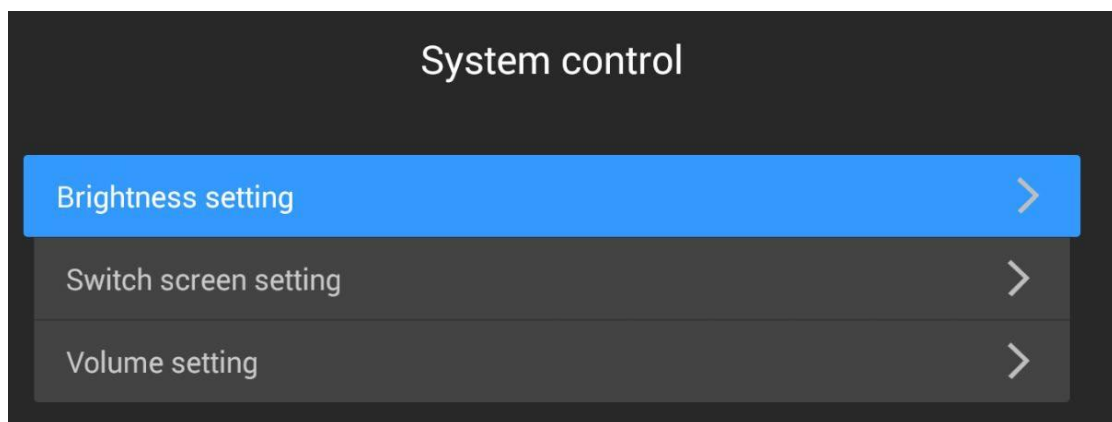 System control
Brightness setting
Switch screen setting
Volume setting